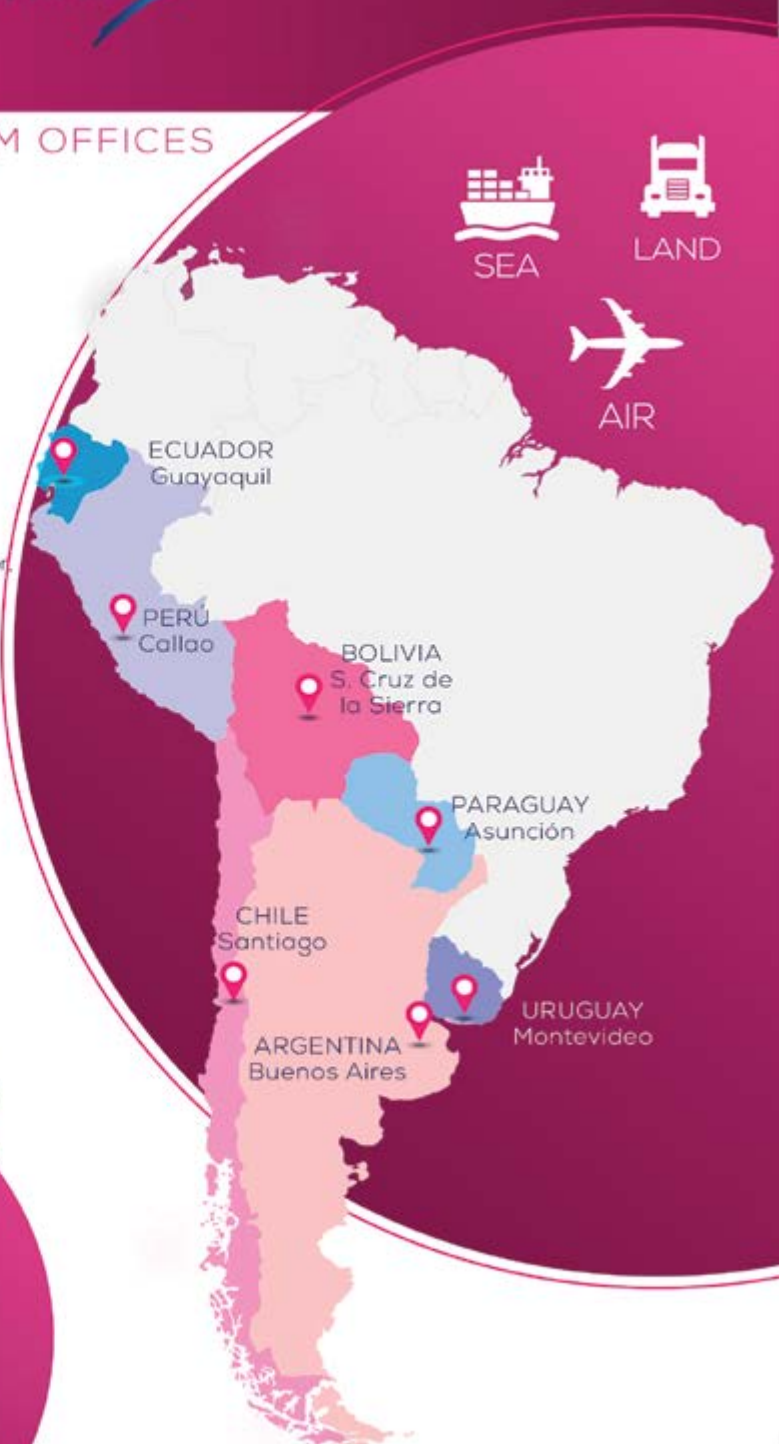 M OFFICES
SEA
LAND
AIR
ECUADOR
Guayaquil
PERÚ
Callao
BOLIVIA
S. Cruz de
la Sierra
PARAGUAY
Asunción
CHILE
Santiago
URUGUAY
Montevideo
ARGENTINA
Buenos Aires